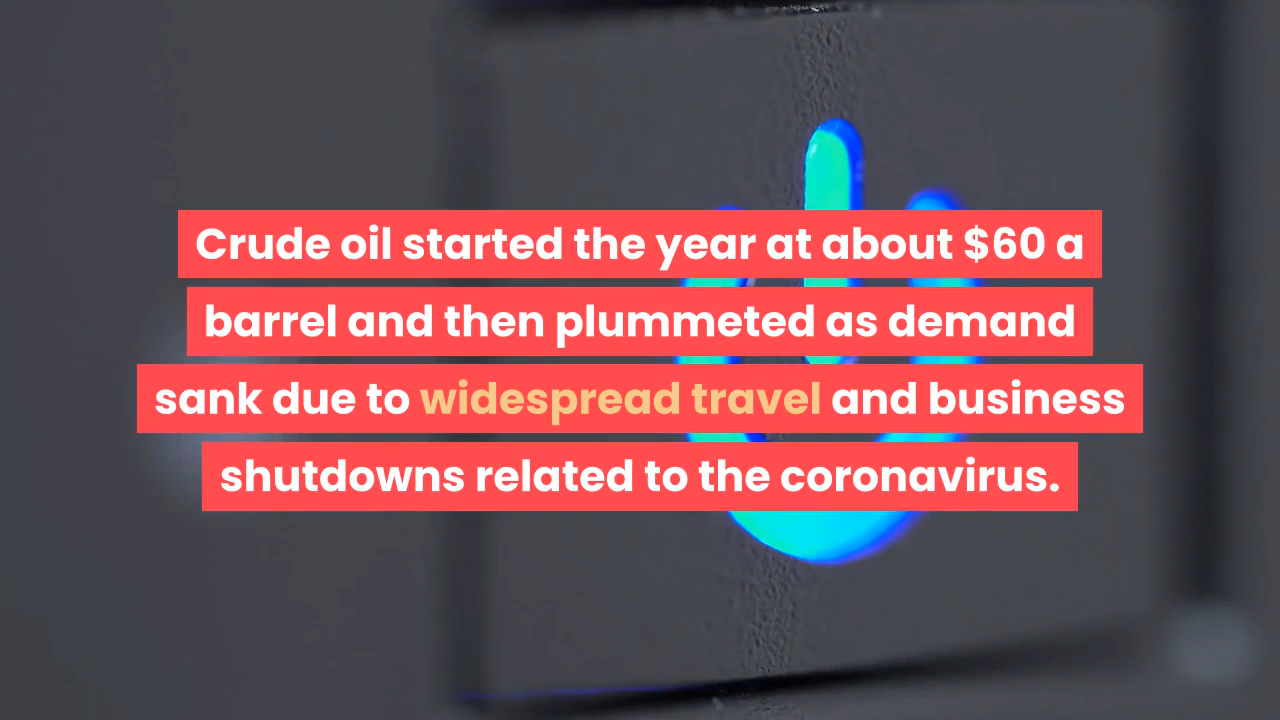 Crude oil started the year at about $60 a
barrel and then plummeted as demand
sank due to widespread travel and business
shutdowns related to the coronavirus.